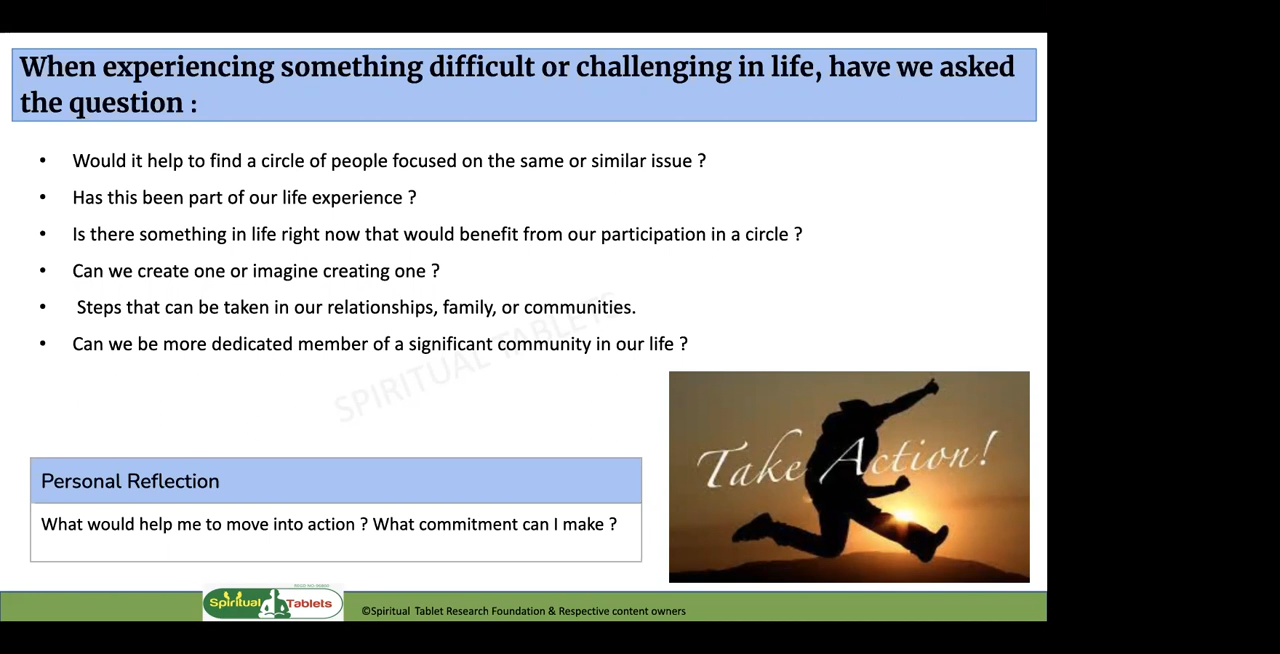 When experiencing something difficult or challenging in life, have we asked
the question :
• Would it help to find a circle of people focused on the same or similar issue ?
• Has this been part of our life experience ?
• Is there something in life right now that would benefit from our participation in a circle ?
• Can we create one or imagine creating one ?
• Steps that can be taken in our relationships, family, or communities.
• Can we be more dedicated member of a significant community in our life ?
SPIRITUAL TABLETS
Take Action!
Personal Reflection
What would help me to move into action ? What commitment can I make ?
Spiritual Tablets
©Spiritual Tablet Research Foundation & Respective content owners